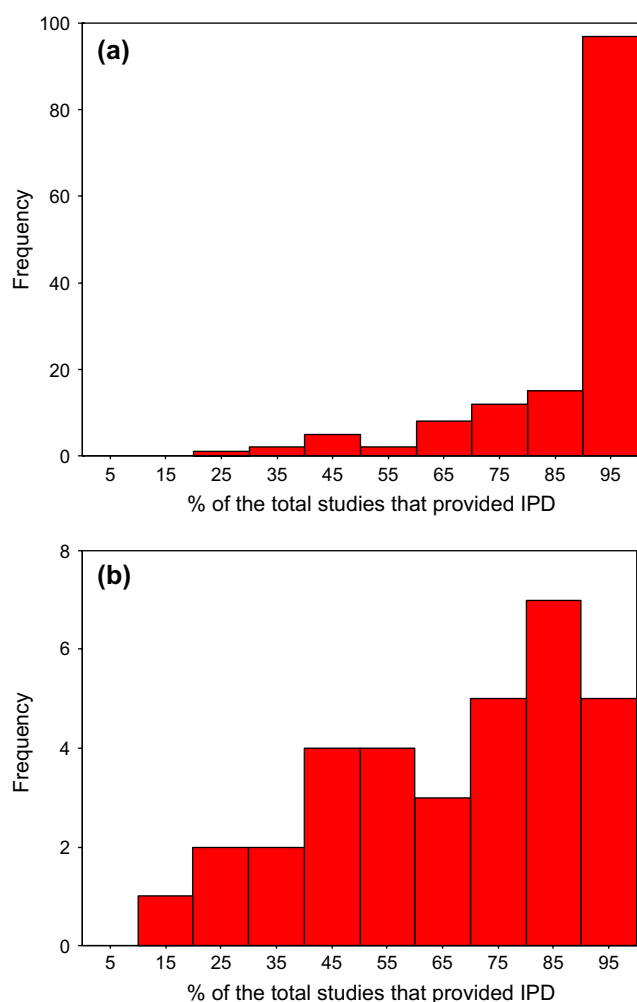 (a)
100
80
60
40
20
0
Frequency
5 15 25 35 45 55 65 75 85 95
% of the total studies that provided IPD
(b)
8
6
4
2
0
Frequency
5 15 25 35 45 55 65 75 85 95
% of the total studies that provided IPD